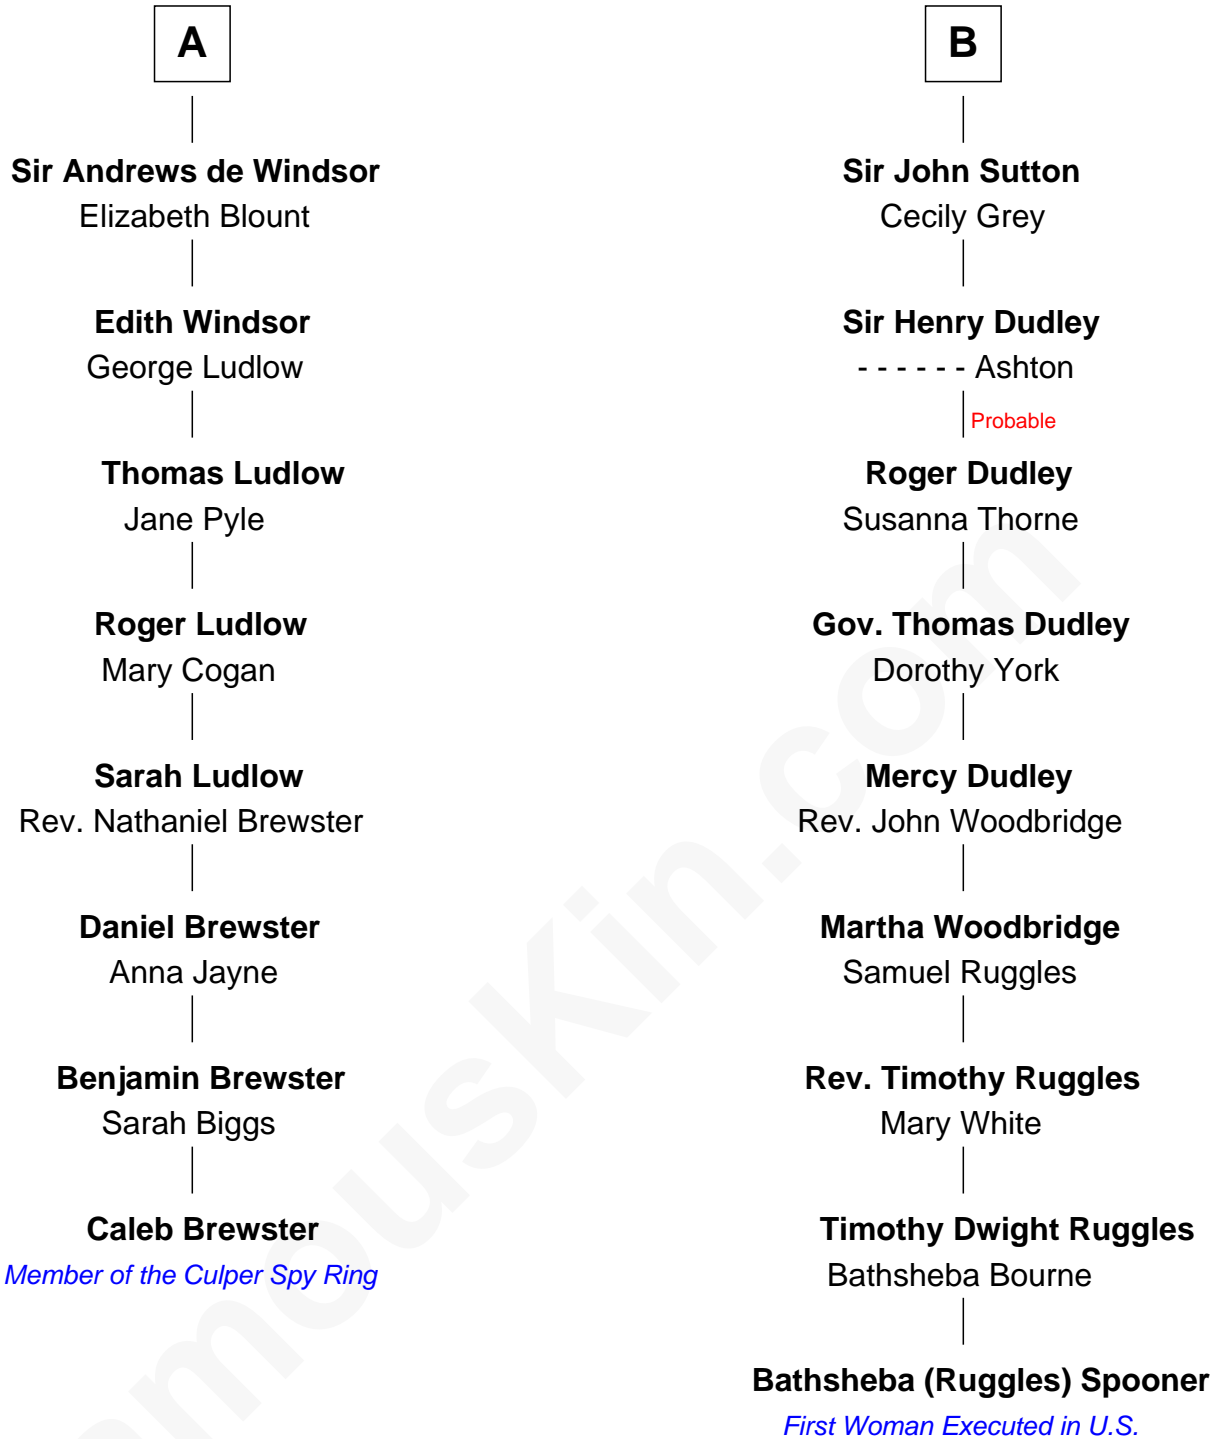 A
Sir Andrews de Windsor
Elizabeth Blount
Edith Windsor
George Ludlow
Thomas Ludlow
Jane Pyle
Roger Ludlow
Mary Cogan
Sarah Ludlow
Rev. Nathaniel Brewster
Daniel Brewster
Anna Jayne
Benjamin Brewster
Sarah Biggs
Caleb Brewster
Member of the Culper Spy Ring
B
Sir John Sutton
Cecily Grey
Sir Henry Dudley
- - - - - - Ashton
Probable
Roger Dudley
Susanna Thorne
Gov. Thomas Dudley
Dorothy York
Mercy Dudley
Rev. John Woodbridge
Martha Woodbridge
Samuel Ruggles
Rev. Timothy Ruggles
Mary White
Timothy Dwight Ruggles
Bathsheba Bourne
Bathsheba (Ruggles) Spooner
First Woman Executed in U.S.
amousKin.com